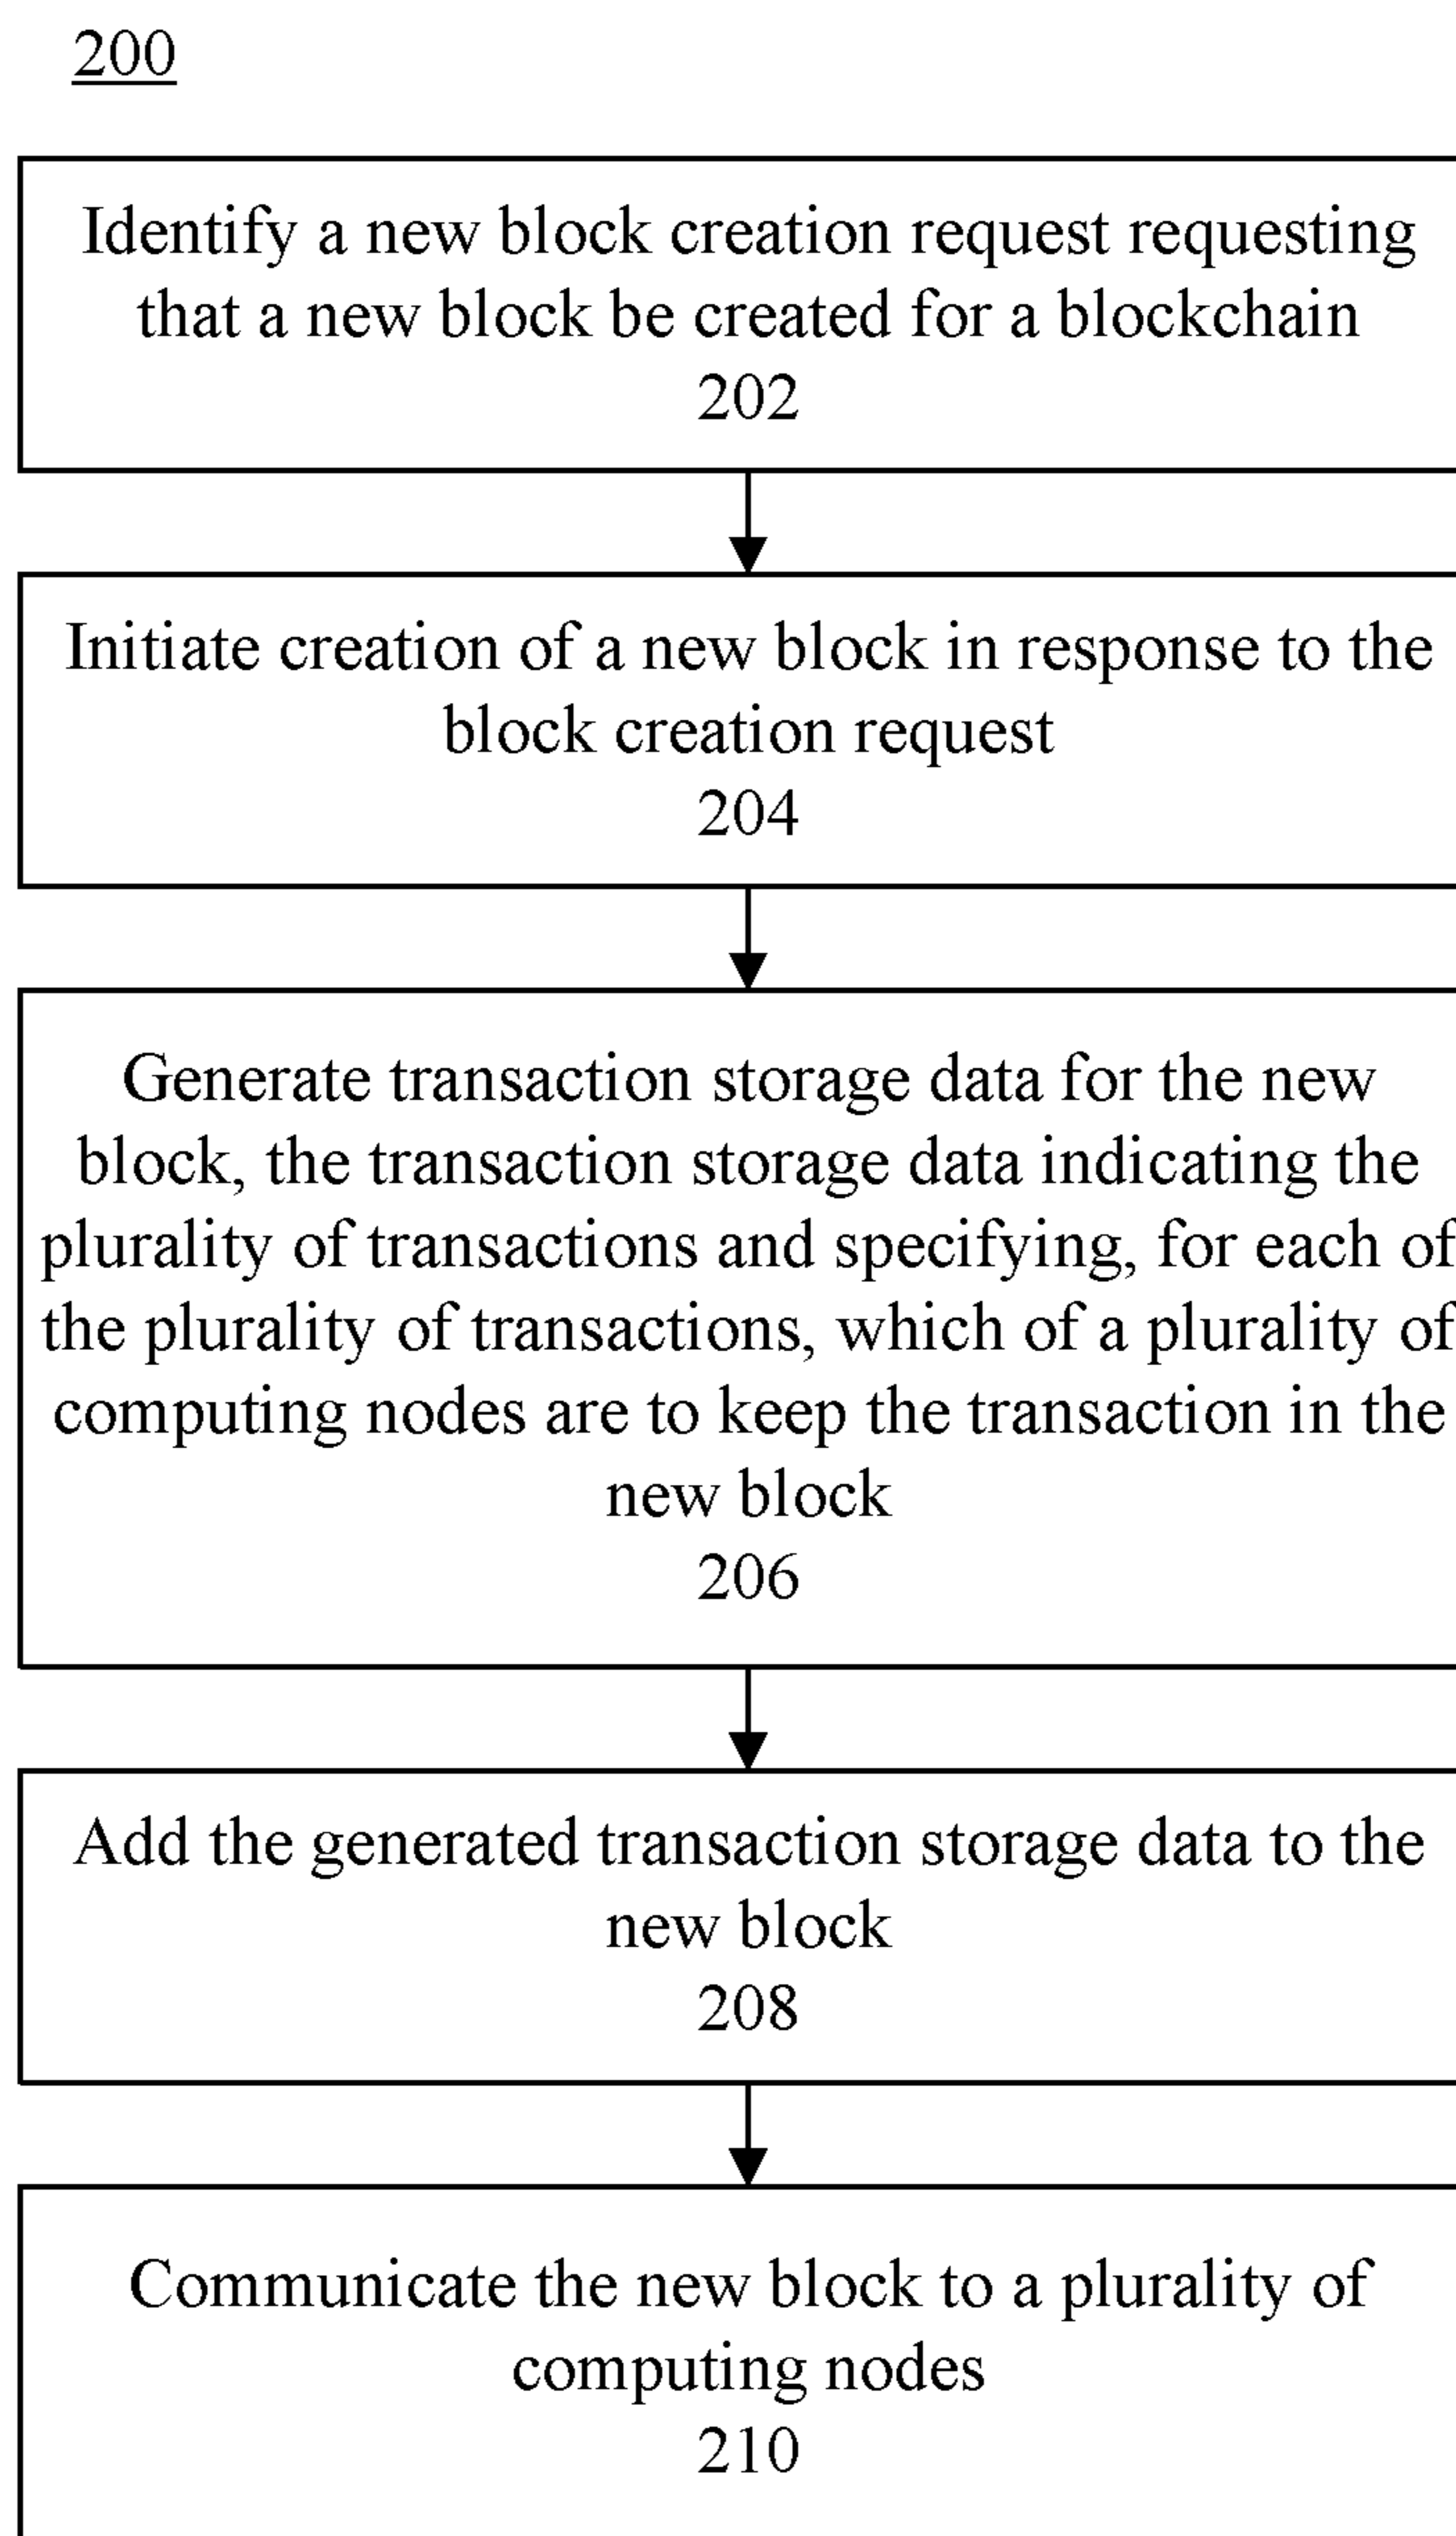 200
Identify a new block creation request requesting
that a new block be created for a blockchain
202
Initiate creation of a new block in response to the
block creation request
204
Generate transaction storage data for the new
block, the transaction storage data indicating the
plurality of transactions and specifying, for each of
the plurality of transactions, which of a plurality of
computing nodes are to keep the transaction in the
new block
206
Add the generated transaction storage data to the
new block
208
Communicate the new block to a plurality of
computing nodes
210